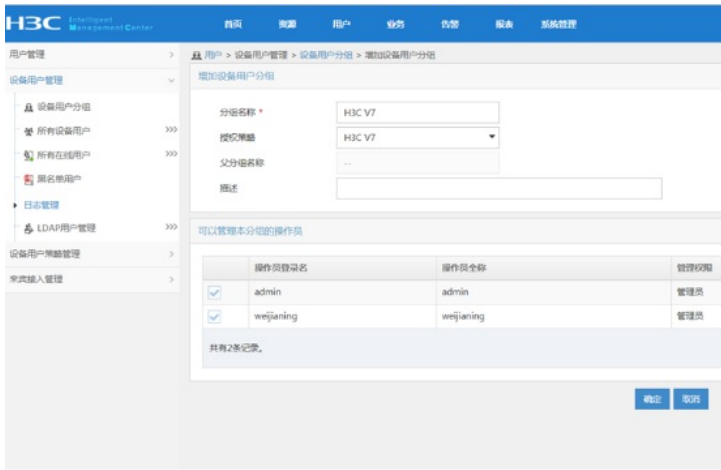 H3C Intelligent Management Center
首页 资源 用户 业务 告警 报表 系统管理
用户管理
设备用户管理
设备用户分组
所有设备用户
所有在线用户
黑名单用户
日志管理
LDAP用户管理
设备用户策略管理
来宾接入管理
用户 > 设备用户管理 > 设备用户分组 > 增加设备用户分组
增加设备用户分组
分组名称 * H3C V7
授权策略 H3C V7
父分组名称 --
描述
可以管理本分组的操作员
操作员登录名 操作员全称 管理权限
admin admin 管理员
weijianing weijianing 管理员
共有2条记录。
确定 取消